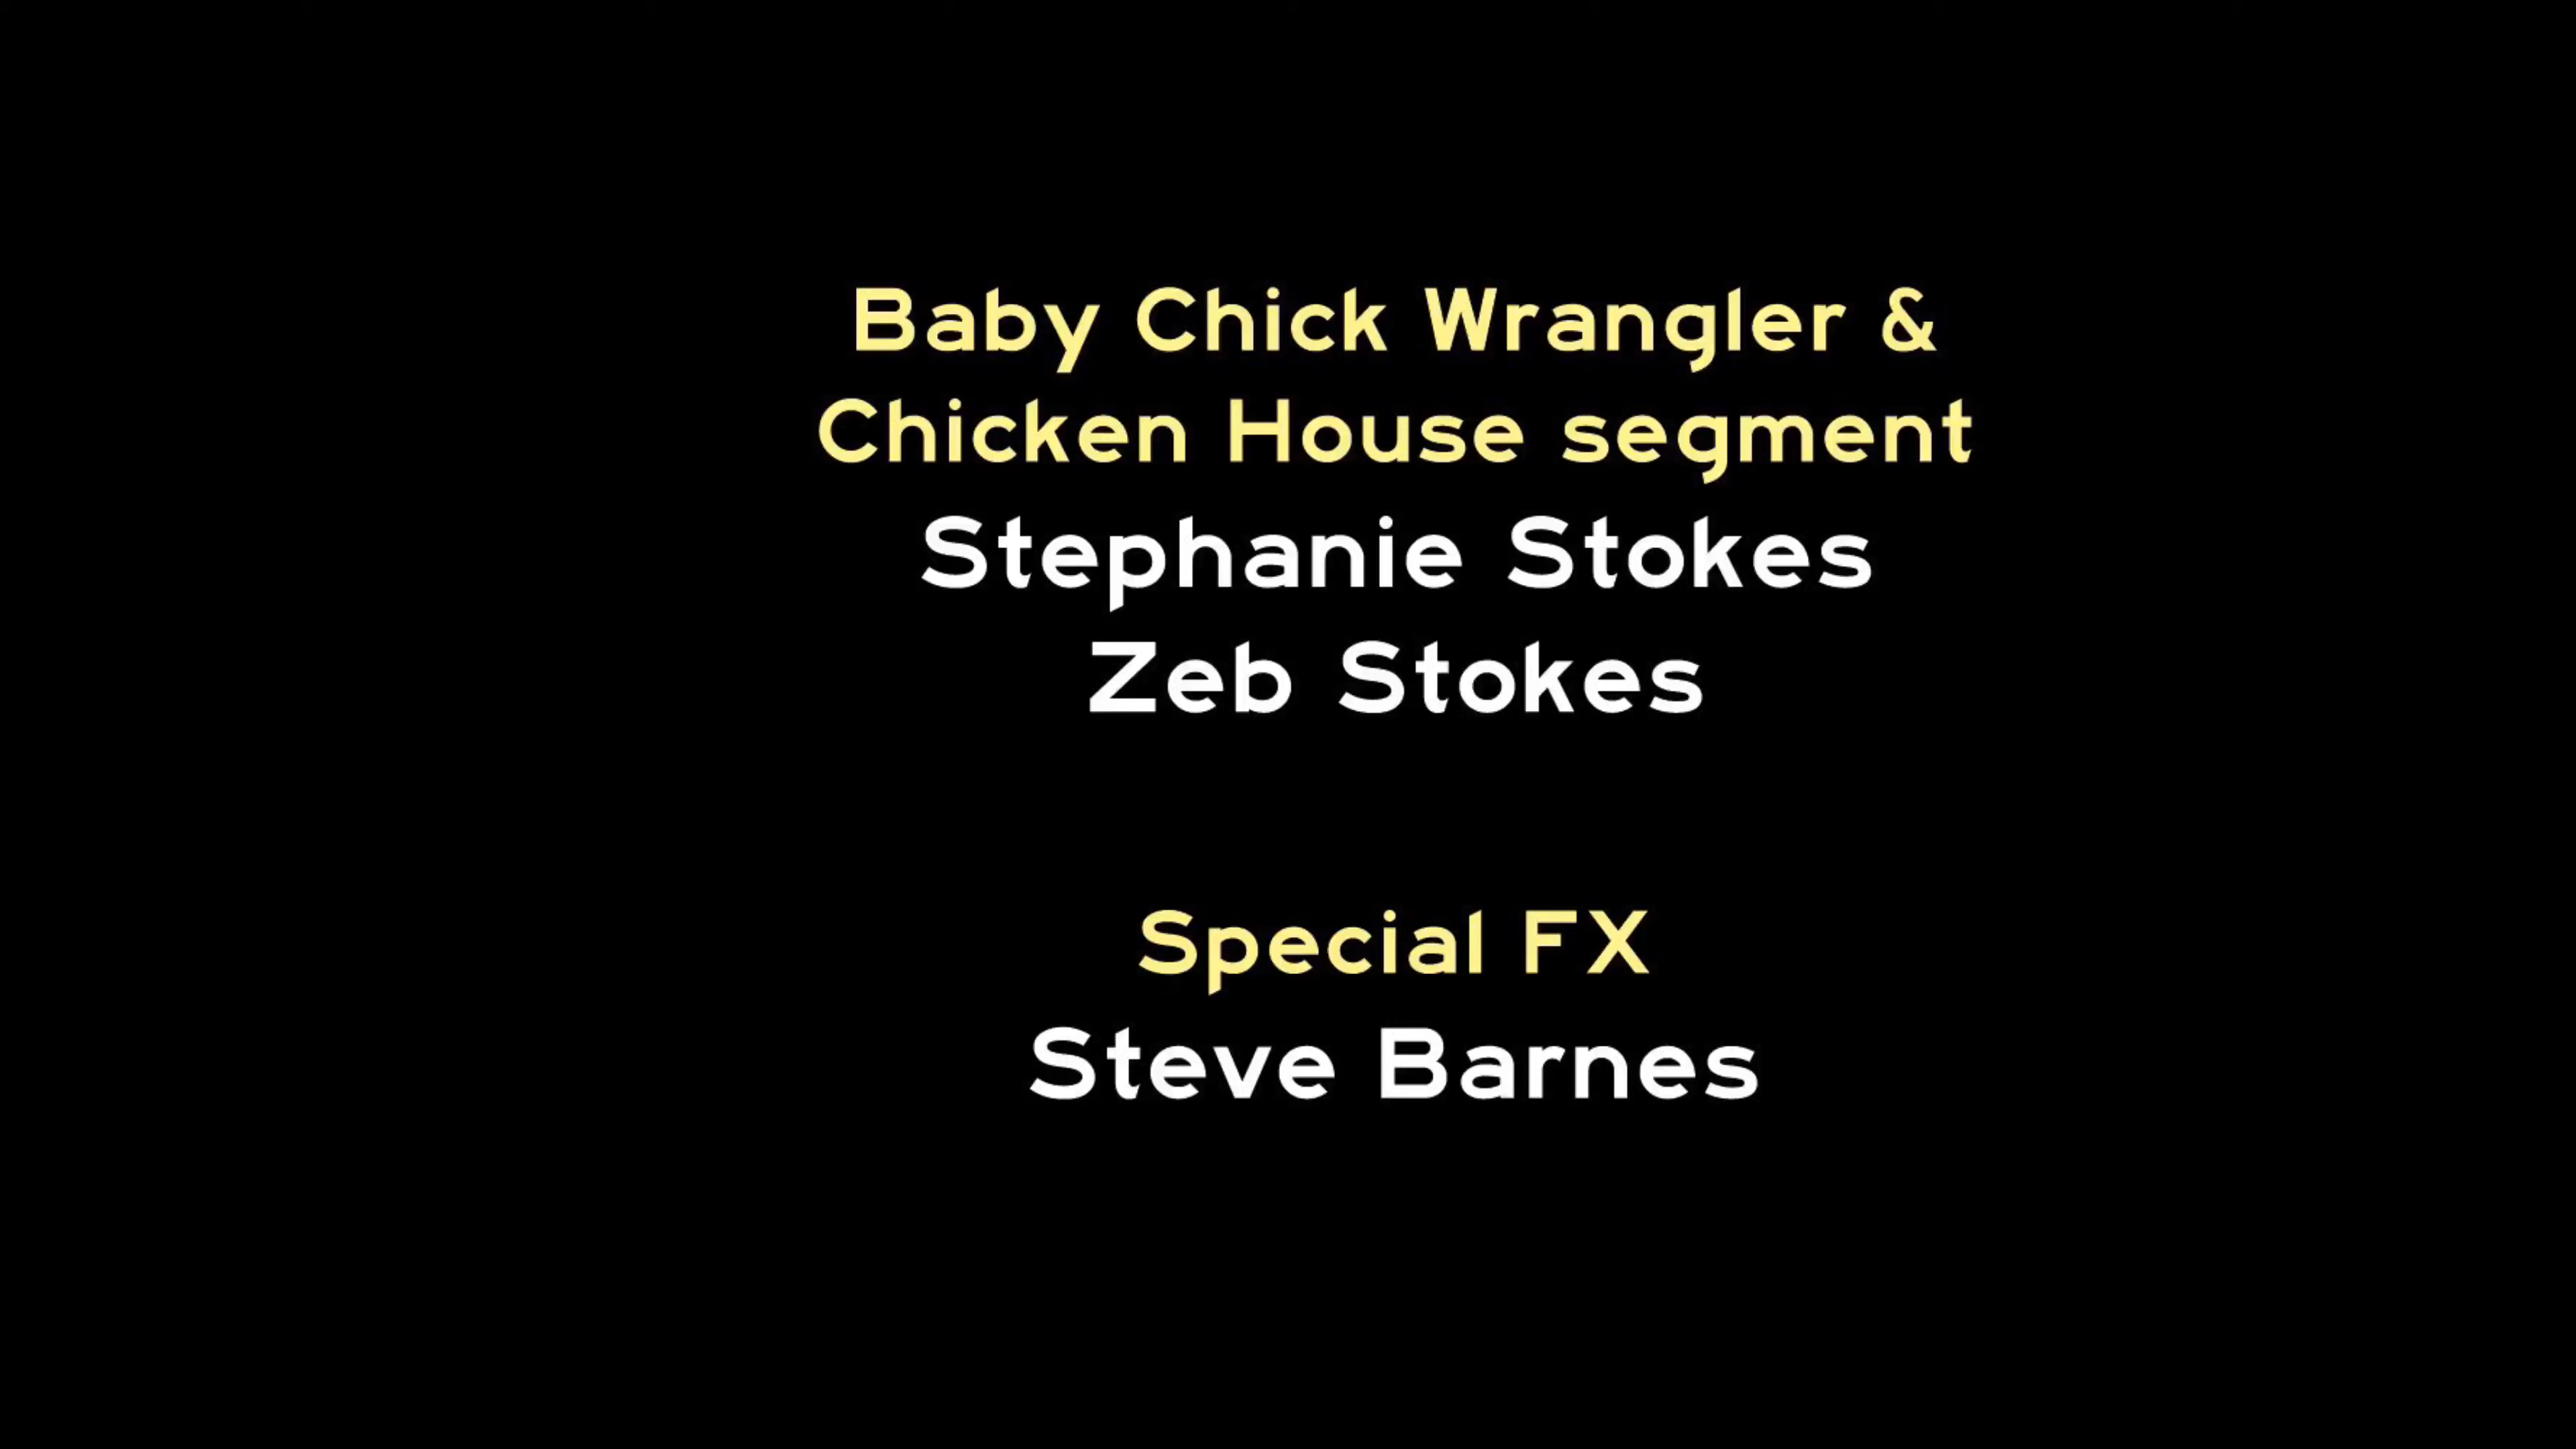 Baby Chick Wrangler &
Chicken House segment
Stephanie Stokes
Zeb Stokes
Special FX
Steve Barnes